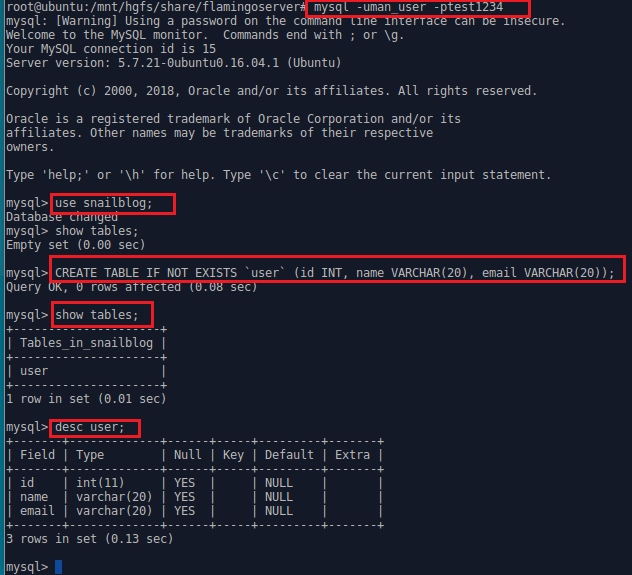 root@ubuntu:/mnt/hgfs/share/flamingoserver# mysql -uman_user -ptest1234
mysql: [Warning] Using a password on the command line interface can be insecure.
Welcome to the MySQL monitor.  Commands end with ; or \g.
Your MySQL connection id is 15
Server version: 5.7.21-0ubuntu0.16.04.1 (Ubuntu)
Copyright (c) 2000, 2018, Oracle and/or its affiliates. All rights reserved.
Oracle is a registered trademark of Oracle Corporation and/or its
affiliates. Other names may be trademarks of their respective
owners.
Type 'help;' or '\h' for help. Type '\c' to clear the current input statement.
mysql> use snailblog;
Database changed
mysql> show tables;
Empty set (0.00 sec)
mysql> CREATE TABLE IF NOT EXISTS `user` (id INT, name VARCHAR(20), email VARCHAR(20));
Query OK, 0 rows affected (0.08 sec)
mysql> show tables;
+---------------------+
| Tables_in_snailblog |
+---------------------+
| user                |
+---------------------+
1 row in set (0.01 sec)
mysql> desc user;
+-------+-------------+------+-----+---------+-------+
| Field | Type        | Null | Key | Default | Extra |
+-------+-------------+------+-----+---------+-------+
| id    | int(11)     | YES  |     | NULL    |       |
| name  | varchar(20) | YES  |     | NULL    |       |
| email | varchar(20) | YES  |     | NULL    |       |
+-------+-------------+------+-----+---------+-------+
3 rows in set (0.13 sec)
mysql>